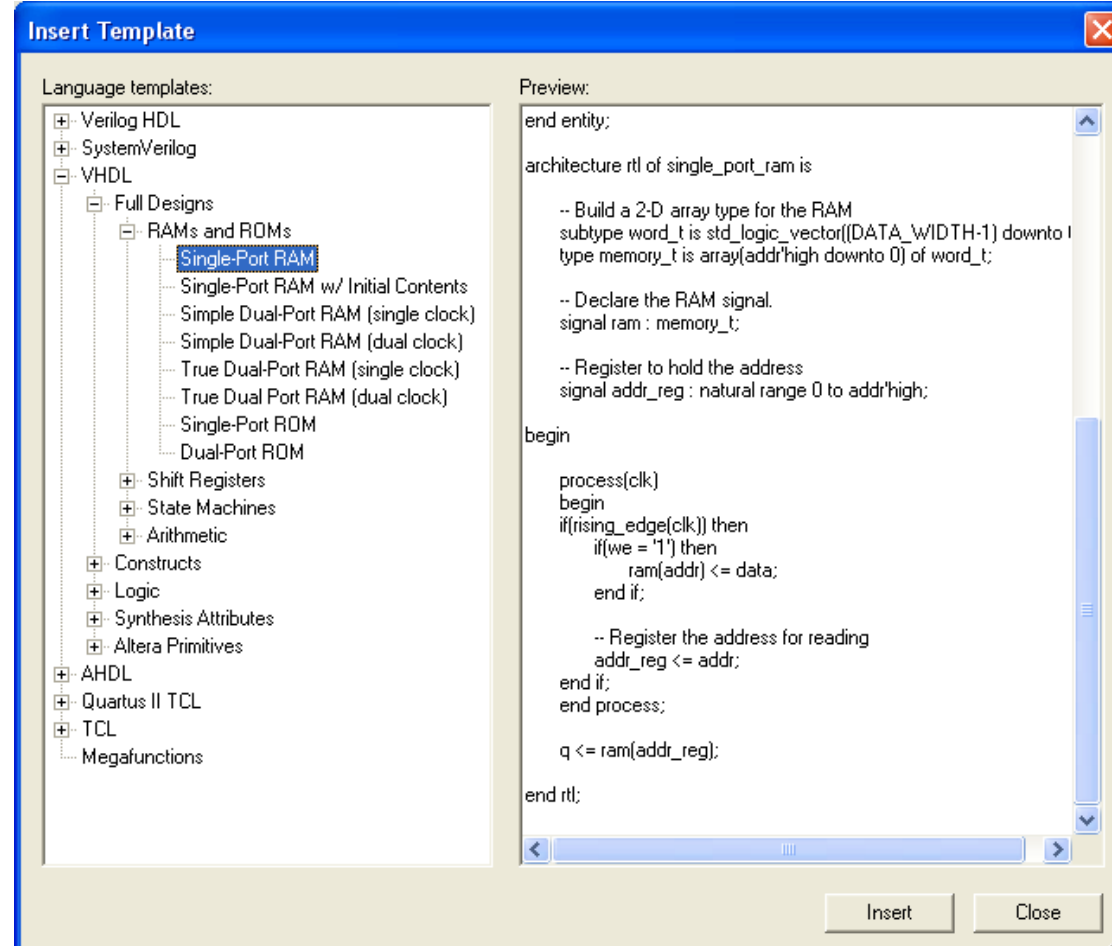 Insert Template
Language templates:
Verilog HDL
SystemVerilog
VHDL
Full Designs
RAMs and ROMs
Single-Port RAM
Single-Port RAM w/ Initial Contents
Simple Dual-Port RAM (single clock)
Simple Dual-Port RAM (dual clock)
True Dual-Port RAM (single clock)
True Dual Port RAM (dual clock)
Single-Port ROM
Dual-Port ROM
Shift Registers
State Machines
Arithmetic
Constructs
Logic
Synthesis Attributes
Altera Primitives
AHDL
Quartus II TCL
TCL
Megafunctions
Preview:
end entity;
architecture rtl of single_port_ram is
-- Build a 2-D array type for the RAM
subtype word_t is std_logic_vector((DATA_WIDTH-1) downto
type memory_t is array(addr'high downto 0) of word_t;
-- Declare the RAM signal.
signal ram : memory_t;
-- Register to hold the address
signal addr_reg : natural range 0 to addr'high;
begin
process(clk)
begin
if(rising_edge(clk)) then
if(we = '1') then
ram(addr) <= data;
end if;
-- Register the address for reading
addr_reg <= addr;
end if;
end process;
q <= ram(addr_reg);
end rtl;
Insert
Close